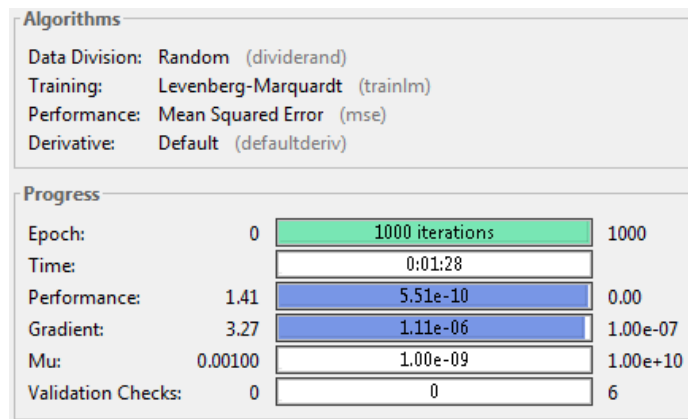 Algorithms
Data Division: Random (dividerand)
Training: Levenberg-Marquardt (trainlm)
Performance: Mean Squared Error (mse)
Derivative: Default (defaultderiv)
Progress
Epoch: 0 1000 iterations 1000
Time: 0:01:28
Performance: 1.41 5.51e-10 0.00
Gradient: 3.27 1.11e-06 1.00e-07
Mu: 0.00100 1.00e-09 1.00e+10
Validation Checks: 0 0 6